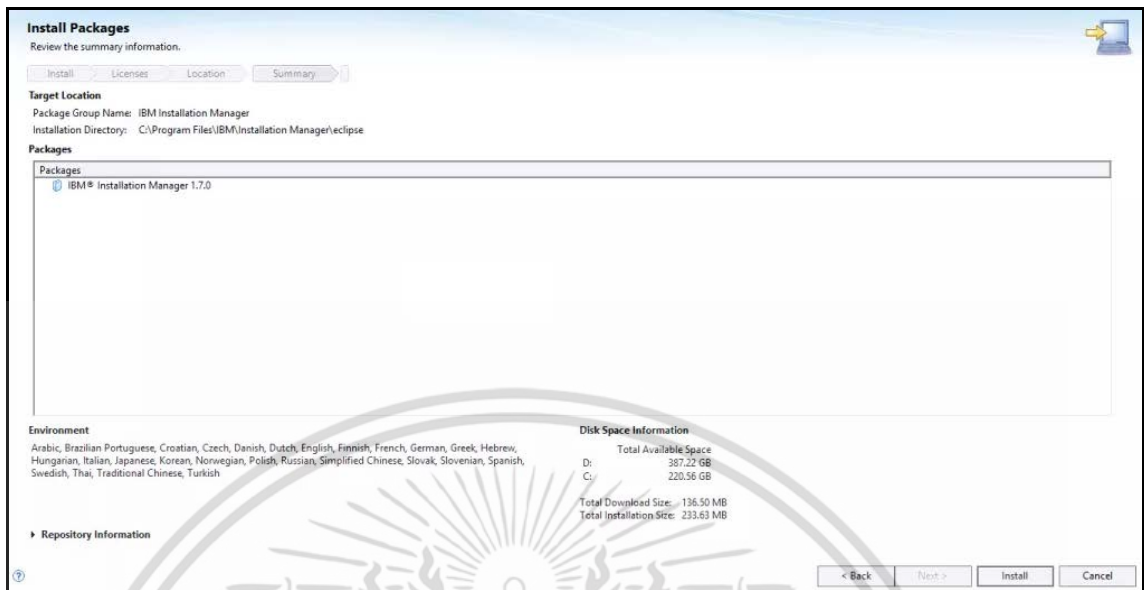 Install Packages
Review the summary information.
Install Licenses Location Summary
Target Location
Package Group Name: IBM Installation Manager
Installation Directory: C:\Program Files\IBM\Installation Manager\eclipse
Packages
Packages
IBM® Installation Manager 1.7.0
Environment
Arabic, Brazilian Portuguese, Croatian, Czech, Danish, Dutch, English, Finnish, French, German, Greek, Hebrew,
Hungarian, Italian, Japanese, Korean, Norwegian, Polish, Russian, Simplified Chinese, Slovak, Slovenian, Spanish,
Swedish, Thai, Traditional Chinese, Turkish
Repository Information
Disk Space Information
Total Available Space
D: 387.22 GB
C: 220.56 GB
Total Download Size: 136.50 MB
Total Installation Size: 233.63 MB
?
< Back Next > Install Cancel